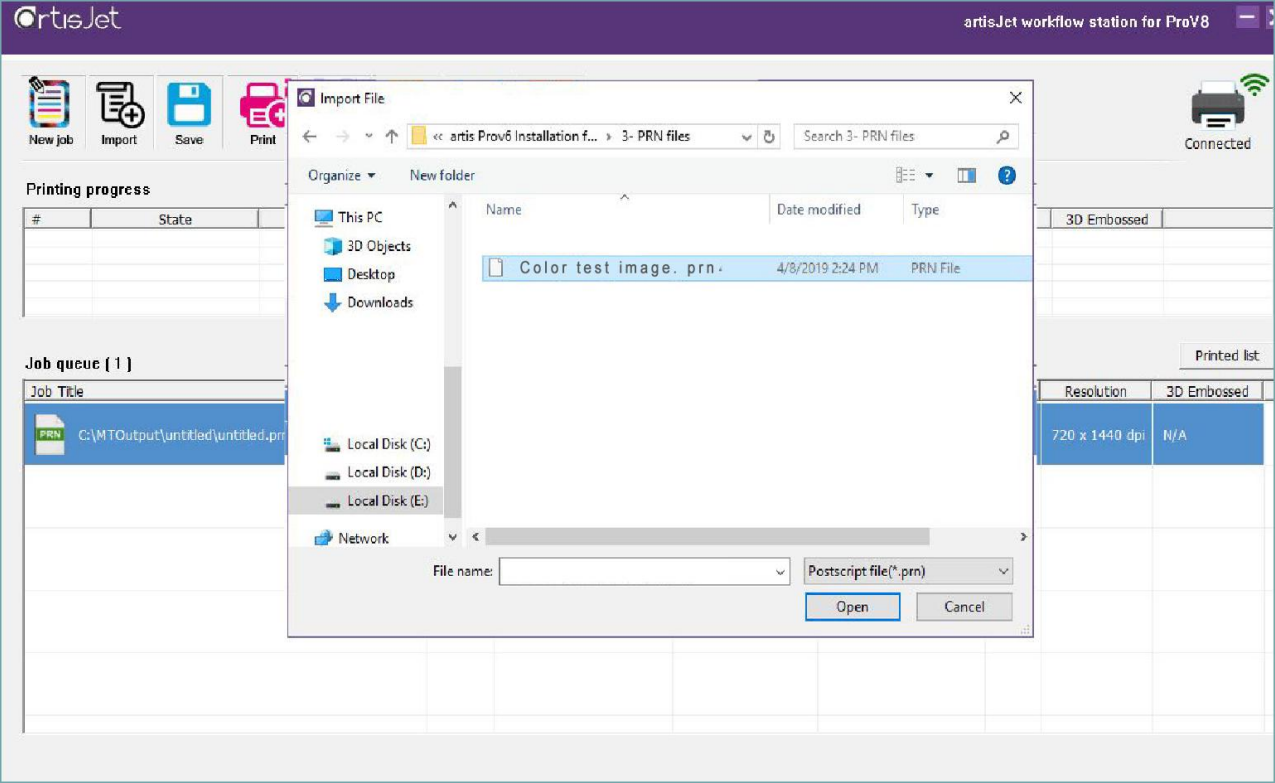 artisJet
artisJet workflow station for ProV8
New job
Import
Save
Print
Connected
Printing progress
#
State
3D Embossed
Job queue ( 1 )
Printed list
Job Title
Resolution
3D Embossed
PRN
C:\MTOutput\untitled\untitled.prn
720 x 1440 dpi
N/A
Import File
« artis Prov6 Installation f... › 3- PRN files
Search 3- PRN files
Organize
New folder
?
This PC
3D Objects
Desktop
Downloads
Local Disk (C:)
Local Disk (D:)
Local Disk (E:)
Network
Name
Date modified
Type
Color test image. prn
4/8/2019 2:24 PM
PRN File
File name:
Postscript file(*.prn)
Open
Cancel